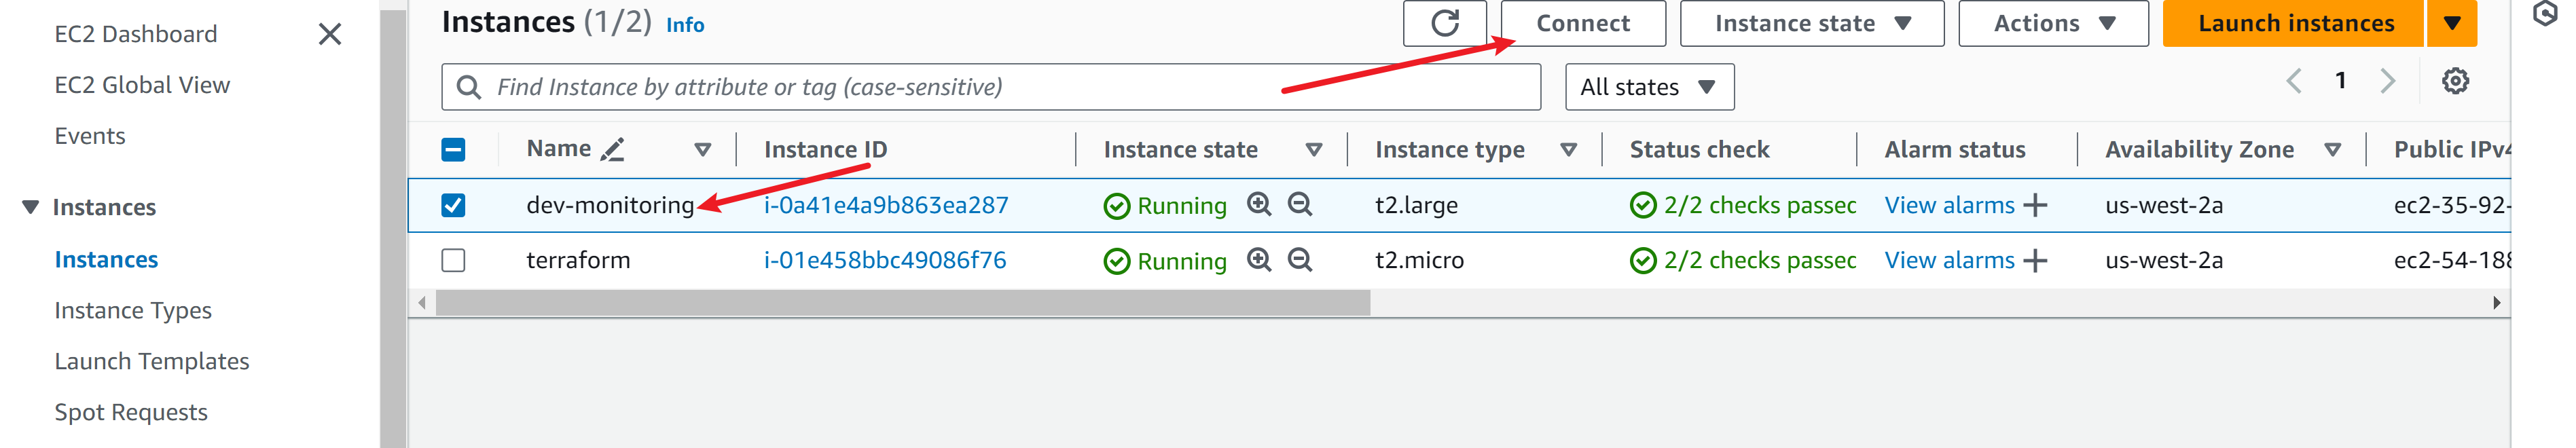 EC2 Dashboard
EC2 Global View
Events
Instances
Instances
Instance Types
Launch Templates
Spot Requests
Instances (1/2) Info
Connect
Instance state
Actions
Launch instances
Find Instance by attribute or tag (case-sensitive)
All states
1
Name Instance ID Instance state Instance type Status check Alarm status Availability Zone Public IPv4
dev-monitoring i-0a41e4a9b863ea287 Running t2.large 2/2 checks passec View alarms us-west-2a ec2-35-92-
terraform i-01e458bbc49086f76 Running t2.micro 2/2 checks passec View alarms us-west-2a ec2-54-188